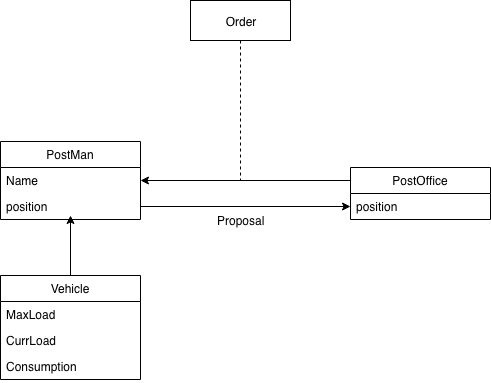 Order
PostMan
Name
position
PostOffice
position
Proposal
Vehicle
MaxLoad
CurrLoad
Consumption